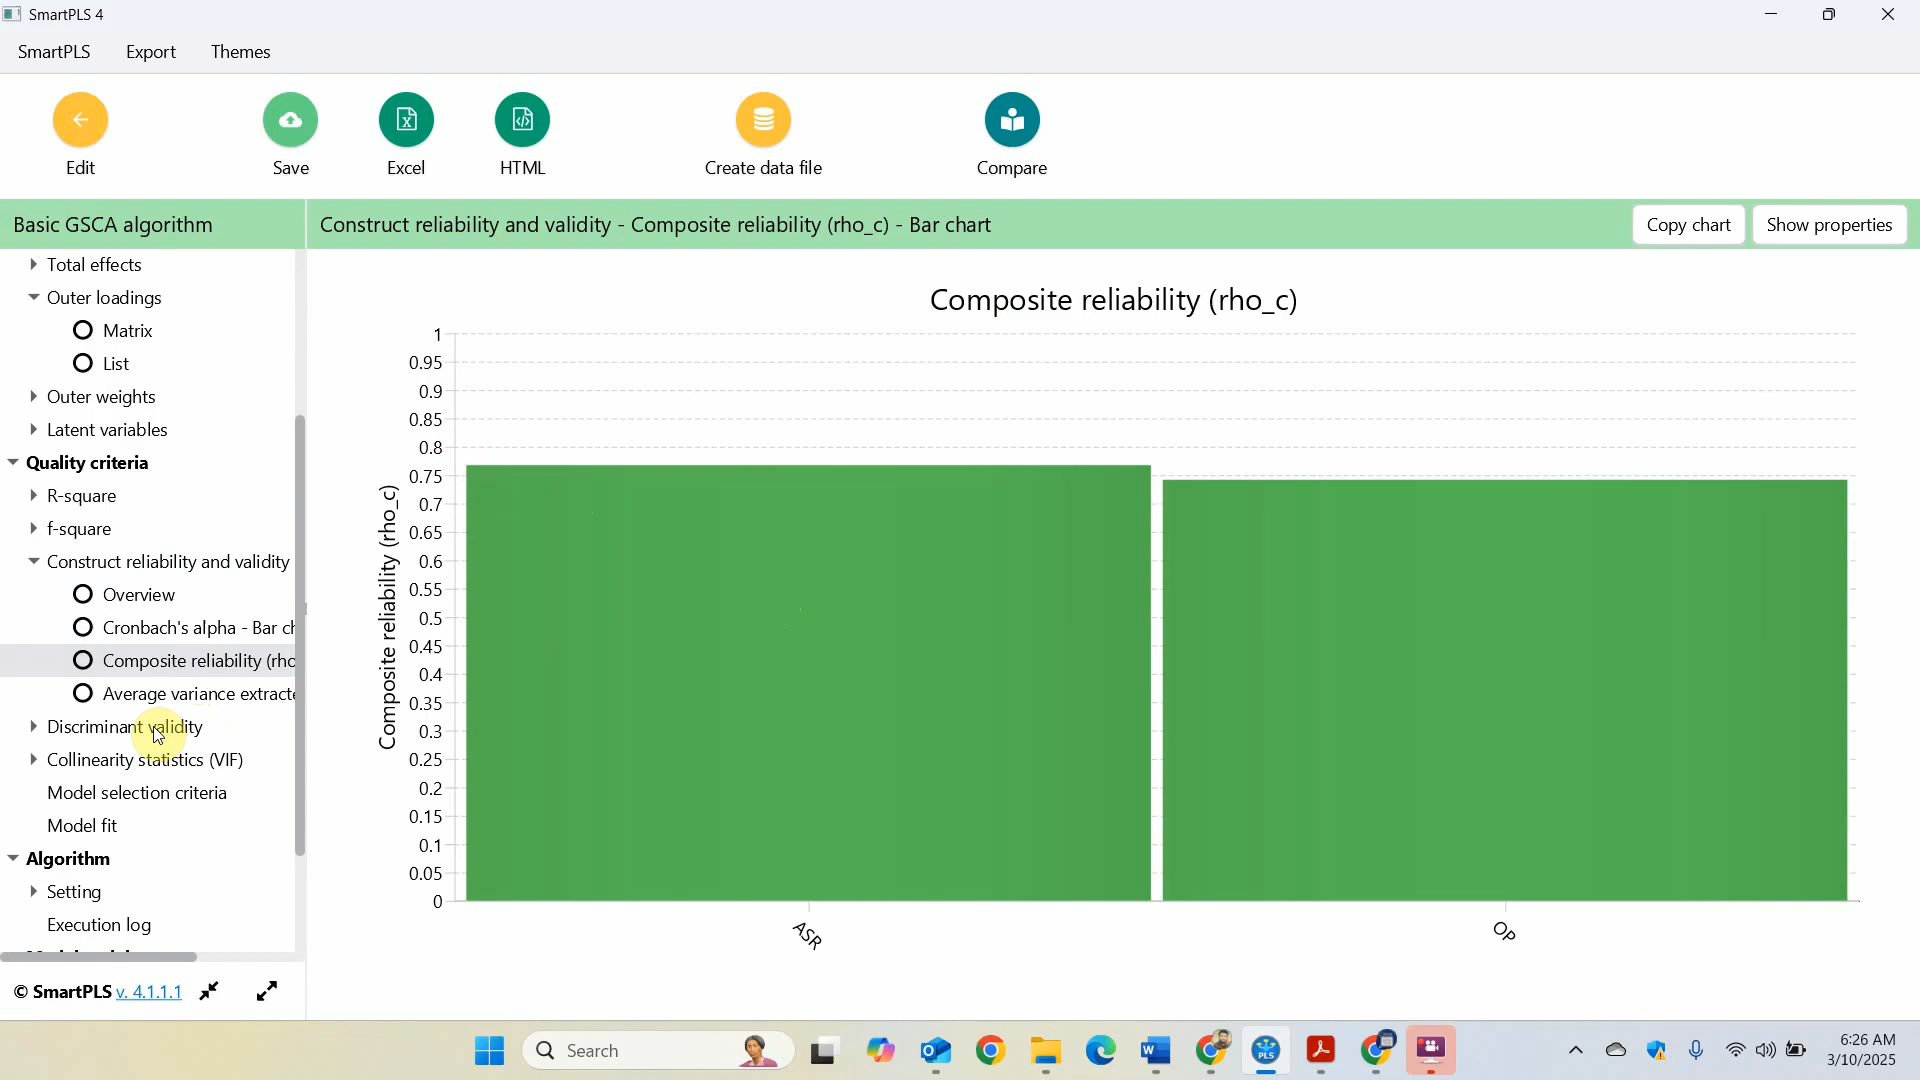 SmartPLS 4
SmartPLS Export Themes
Edit Save Excel HTML Create data file Compare
Basic GSCA algorithm
Construct reliability and validity - Composite reliability (rho_c) - Bar chart
Copy chart Show properties
Total effects
Outer loadings
Matrix
List
Outer weights
Latent variables
Quality criteria
R-square
f-square
Construct reliability and validity
Overview
Cronbach's alpha - Bar ch
Composite reliability (rho
Average variance extracte
Discriminant validity
Collinearity statistics (VIF)
Model selection criteria
Model fit
Algorithm
Setting
Execution log
© SmartPLS v. 4.1.1.1
Composite reliability (rho_c)
Composite reliability (rho_c)
1
0.95
0.9
0.85
0.8
0.75
0.7
0.65
0.6
0.55
0.5
0.45
0.4
0.35
0.3
0.25
0.2
0.15
0.1
0.05
0
ASR OP
Search
PLS
6:26 AM
3/10/2025